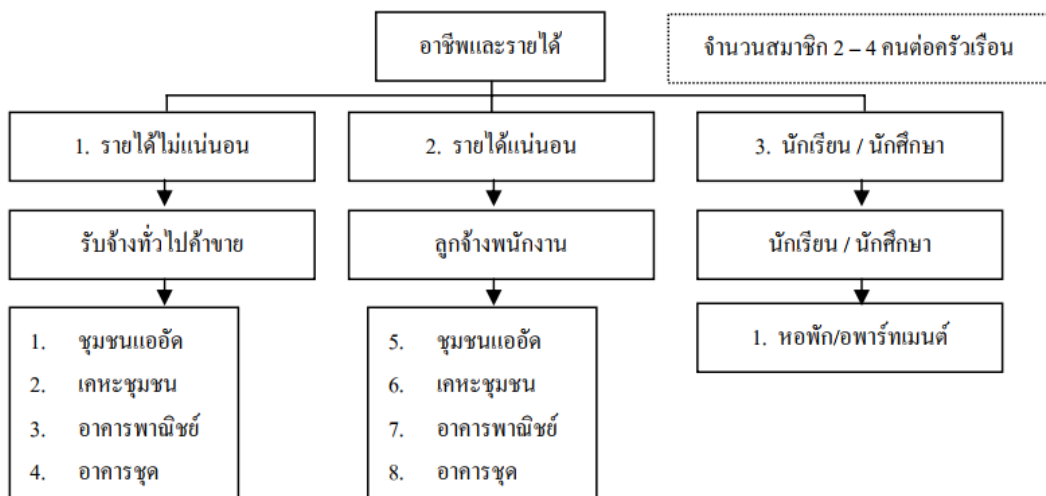 อาชีพและรายได้
จำนวนสมาชิก 2 – 4 คนต่อครัวเรือน
1. รายได้ไม่แน่นอน
2. รายได้แน่นอน
3. นักเรียน / นักศึกษา
รับจ้างทั่วไปค้าขาย
ลูกจ้างพนักงาน
นักเรียน / นักศึกษา
1. ชุมชนแออัด
2. เคหะชุมชน
3. อาคารพาณิชย์
4. อาคารชุด
5. ชุมชนแออัด
6. เคหะชุมชน
7. อาคารพาณิชย์
8. อาคารชุด
1. หอพัก/อพาร์ทเมนต์